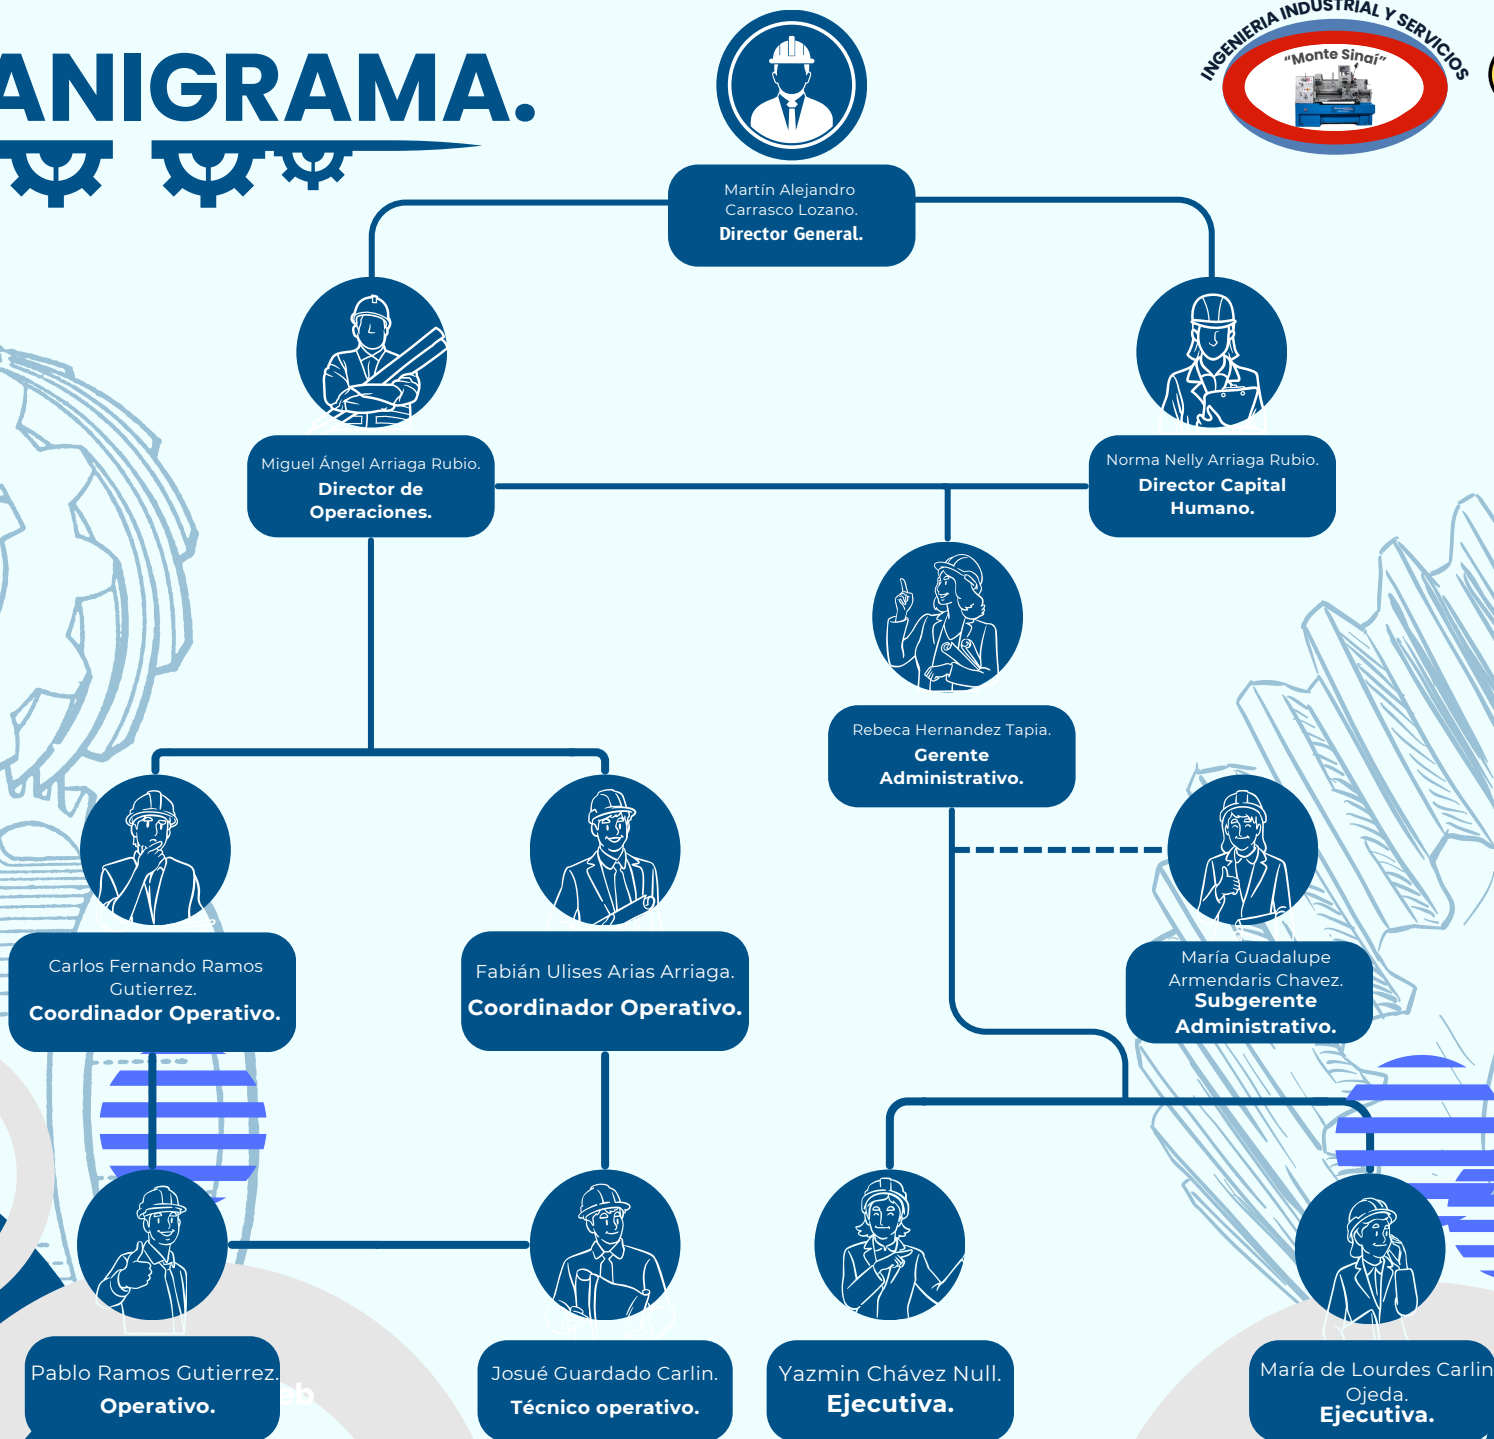 ANIGRAMA.
INGENIERIA INDUSTRIAL Y SERVICIOS
"Monte Sinaí"
Martín Alejandro
Carrasco Lozano.
Director General.
Miguel Ángel Arriaga Rubio.
Director de
Operaciones.
Norma Nelly Arriaga Rubio.
Director Capital
Humano.
Rebeca Hernandez Tapia.
Gerente
Administrativo.
Carlos Fernando Ramos
Gutierrez.
Coordinador Operativo.
Fabián Ulises Arias Arriaga.
Coordinador Operativo.
María Guadalupe
Armendaris Chavez.
Subgerente
Administrativo.
Pablo Ramos Gutierrez.
Operativo.
Josué Guardado Carlin.
Técnico operativo.
Yazmin Chávez Null.
Ejecutiva.
María de Lourdes Carlin
Ojeda.
Ejecutiva.